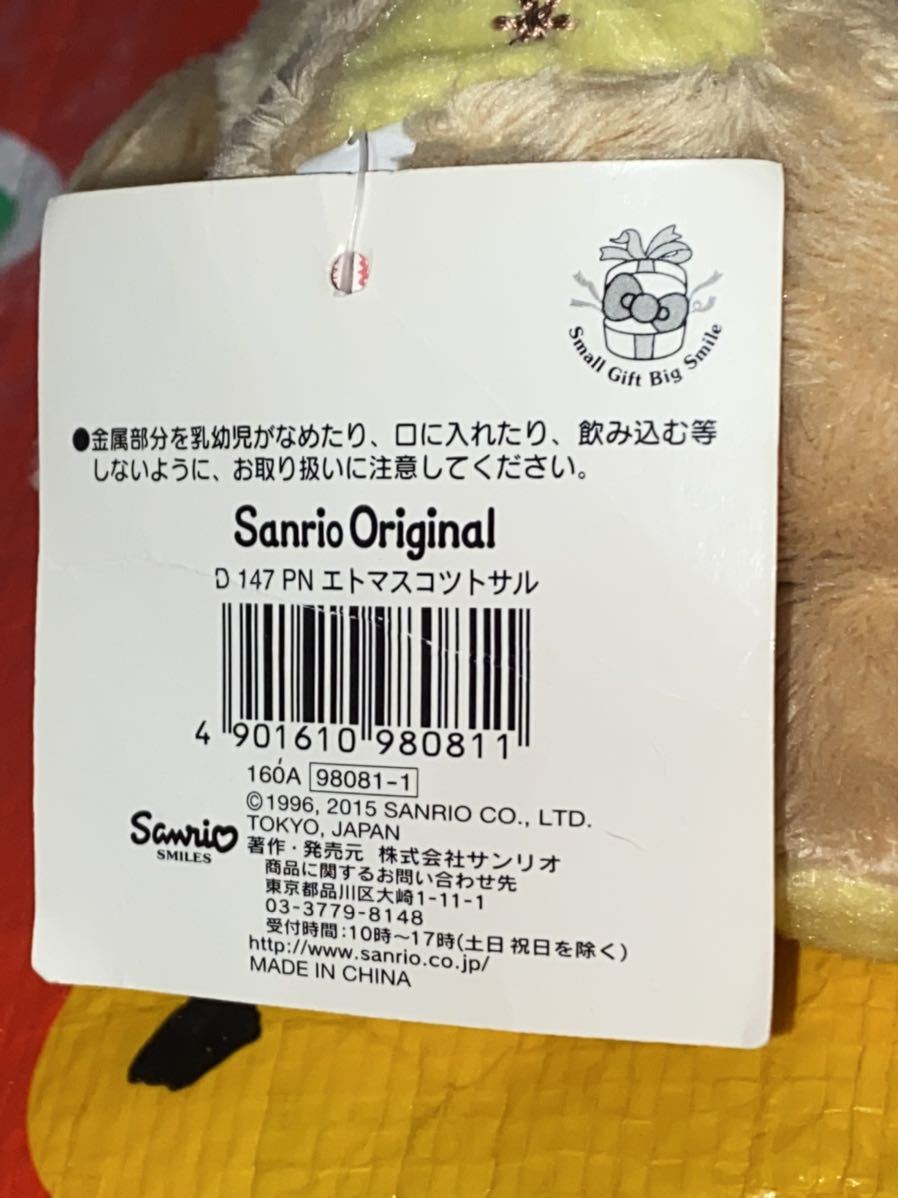 Small Gift Big Smile
●金属部分を乳幼児がなめたり、口に入れたり、飲み込む等
しないように、お取り扱いに注意してください。
Sanrio Original
D 147 PN エトマスコツトサル
4 901610 980811
160A 98081-1
©1996, 2015 SANRIO CO., LTD.
TOKYO, JAPAN
Sanrio
SMILES
著作・発売元 株式会社サンリオ
商品に関するお問い合わせ先
東京都品川区大崎1-11-1
03-3779-8148
受付時間:10時～17時(土日 祝日を除く)
http://www.sanrio.co.jp/
MADE IN CHINA